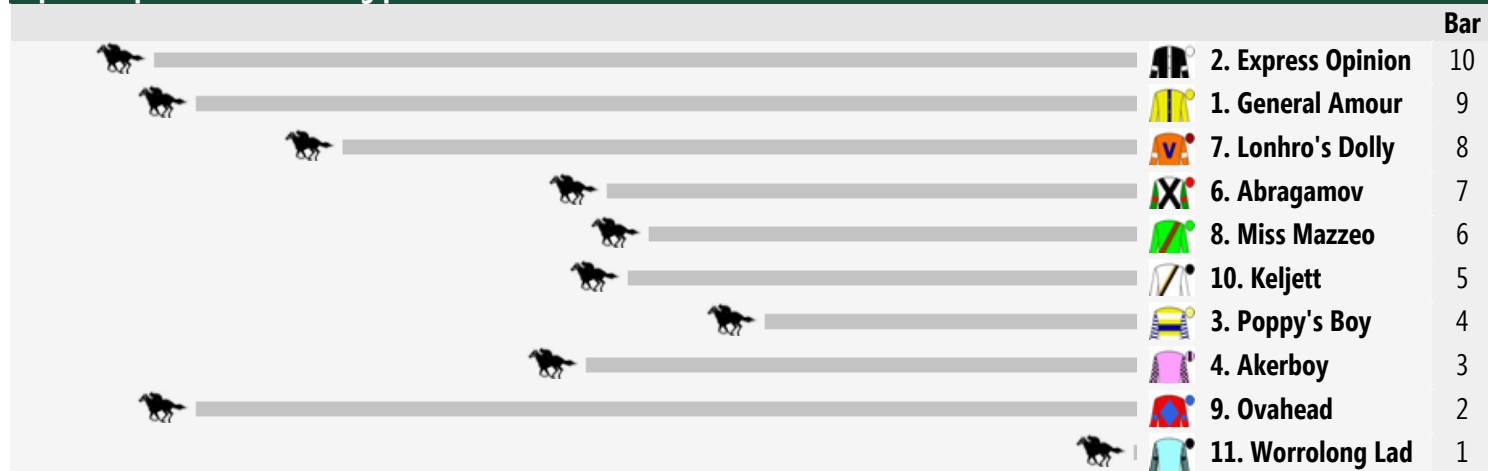 Bar
2. Express Opinion 10
1. General Amour 9
7. Lonhro's Dolly 8
V
6. Abragamov 7
8. Miss Mazzeo 6
10. Keljett 5
3. Poppy's Boy 4
4. Akerboy 3
9. Ovahead 2
11. Worrolong Lad 1